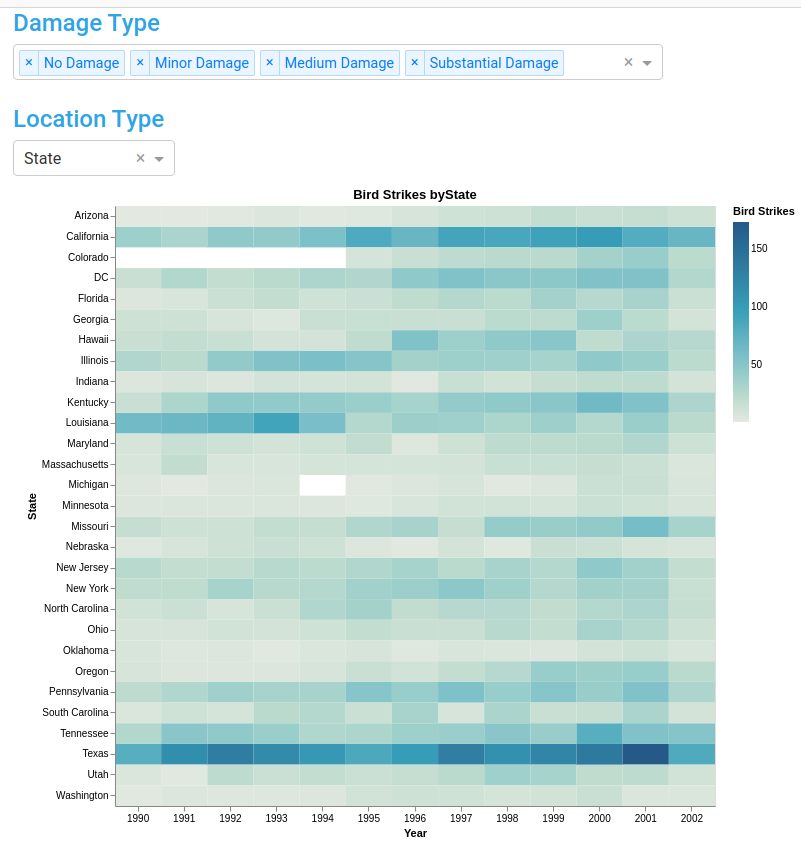 Damage Type
× No Damage × Minor Damage × Medium Damage × Substantial Damage ×
Location Type
State ×
Bird Strikes byState
Bird Strikes
150
100
50
State
Arizona
California
Colorado
DC
Florida
Georgia
Hawaii
Illinois
Indiana
Kentucky
Louisiana
Maryland
Massachusetts
Michigan
Minnesota
Missouri
Nebraska
New Jersey
New York
North Carolina
Ohio
Oklahoma
Oregon
Pennsylvania
South Carolina
Tennessee
Texas
Utah
Washington
1990 1991 1992 1993 1994 1995 1996 1997 1998 1999 2000 2001 2002
Year